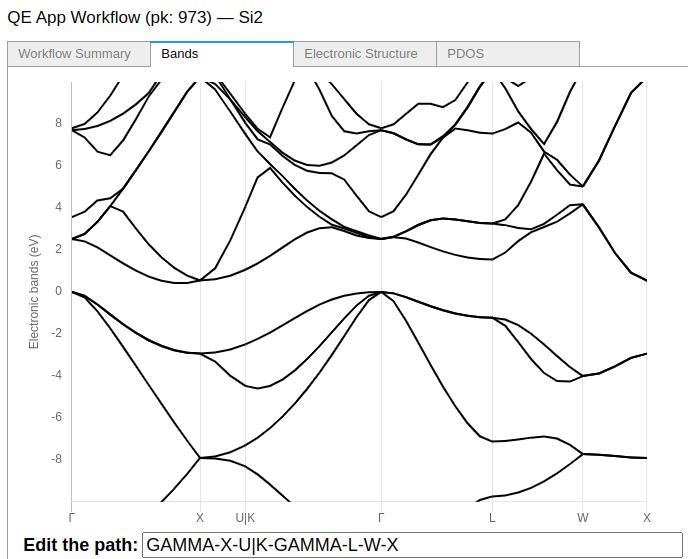 QE App Workflow (pk: 973) — Si2
Workflow Summary Bands Electronic Structure PDOS
Electronic bands (eV)
8
6
4
2
0
-2
-4
-6
-8
Γ X U|K Γ L W X
Edit the path: GAMMA-X-U|K-GAMMA-L-W-X